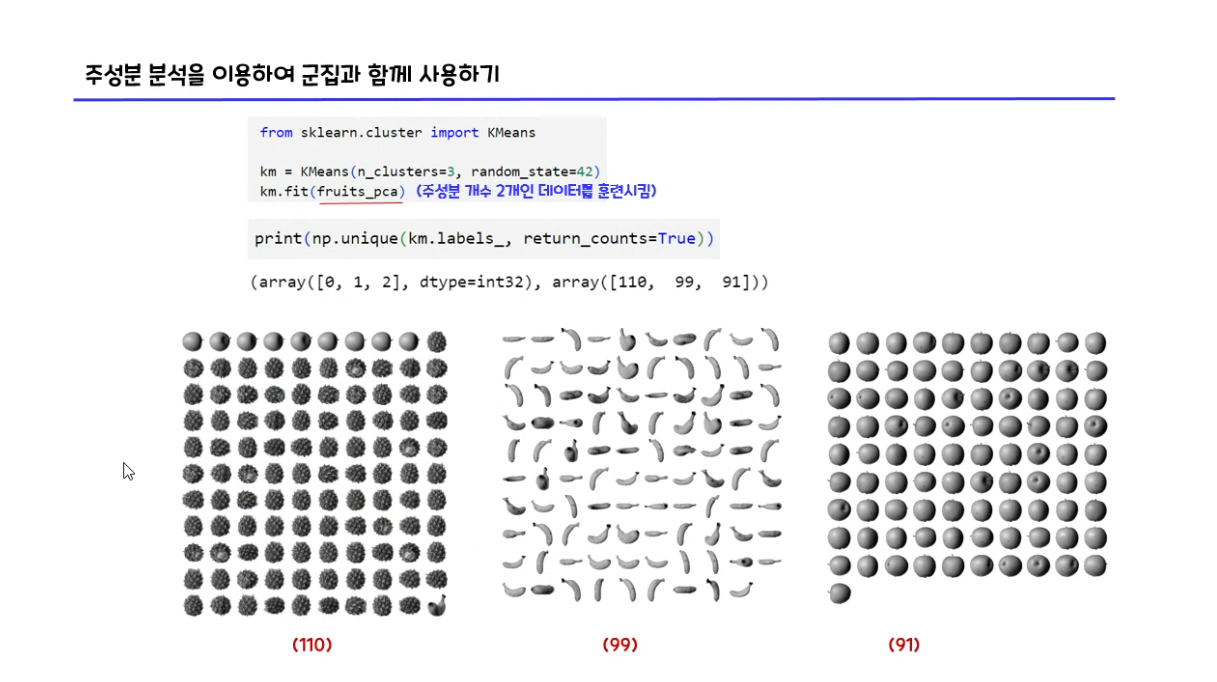 주성분 분석을 이용하여 군집과 함께 사용하기
from sklearn.cluster import KMeans
km = KMeans(n_clusters=3, random_state=42)
km.fit(fruits_pca) (주성분 개수 2개인 데이터를 훈련시킴)
print(np.unique(km.labels_, return_counts=True))
(array([0, 1, 2], dtype=int32), array([110,  99,  91]))
(110) (99) (91)